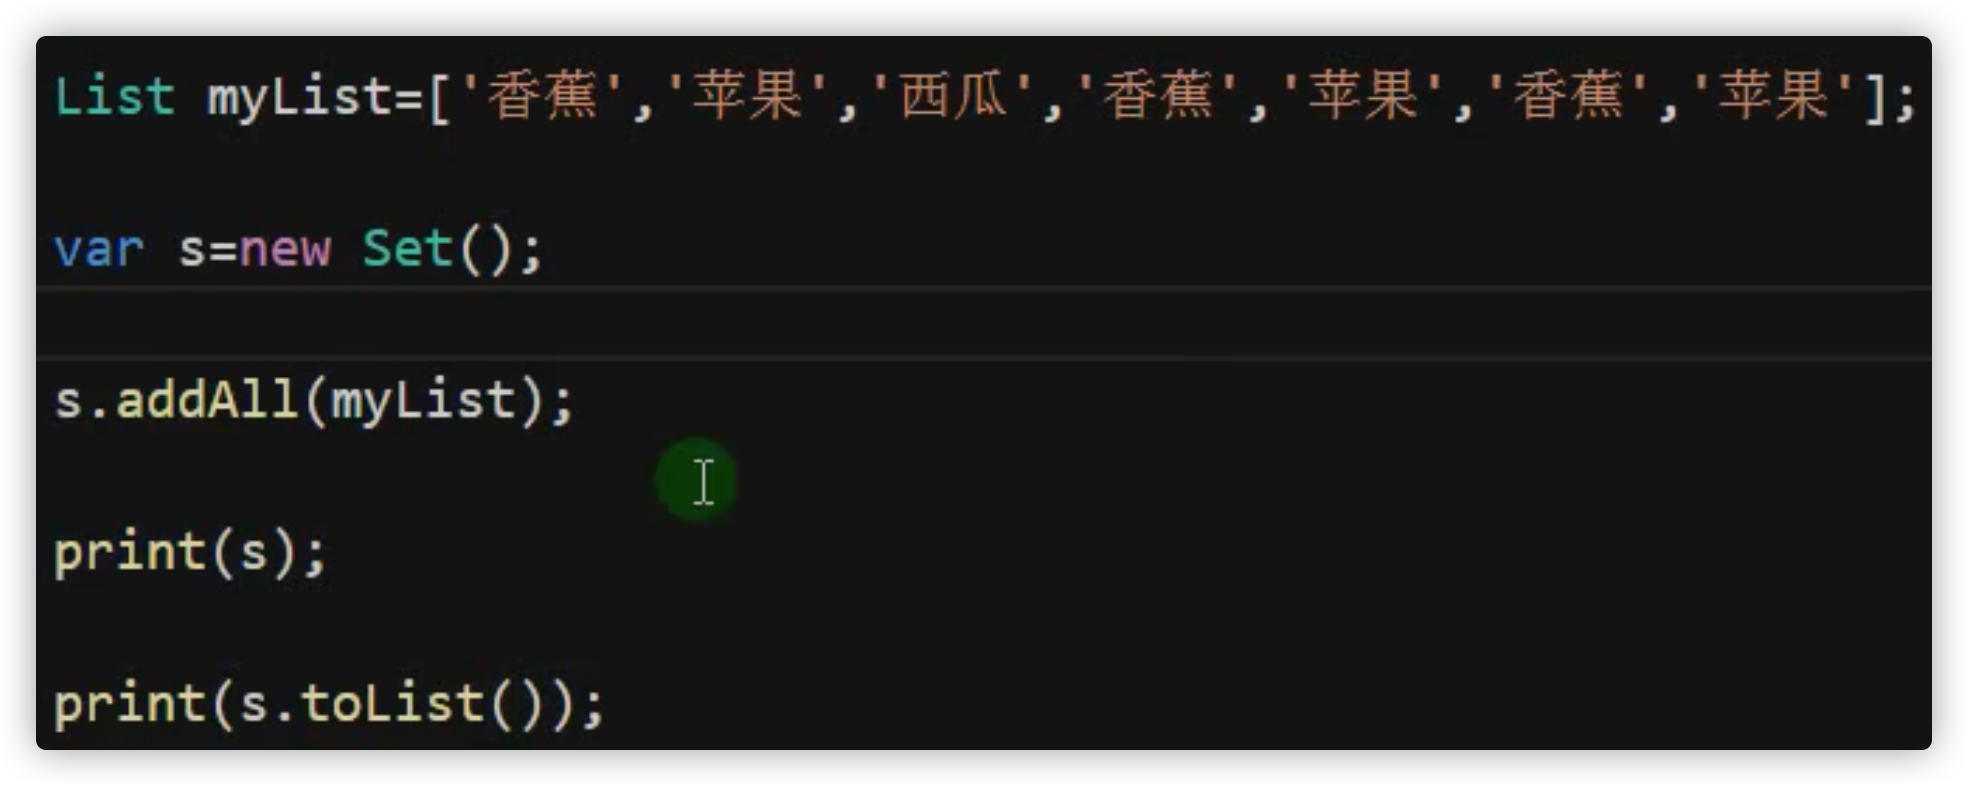 List myList=['香蕉','苹果','西瓜','香蕉','苹果','香蕉','苹果'];
var s=new Set();
s.addAll(myList);
print(s);
print(s.toList());